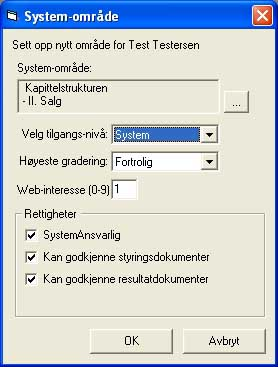 System-område
Sett opp nytt område for Test Testersen
System-område:
Kapittelstrukturen
- II. Salg
...
Velg tilgangs-nivå: System
Høyeste gradering: Fortrolig
Web-interesse (0-9) 1
Rettigheter
SystemAnsvarlig
Kan godkjenne styringsdokumenter
Kan godkjenne resultatdokumenter
OK Avbryt